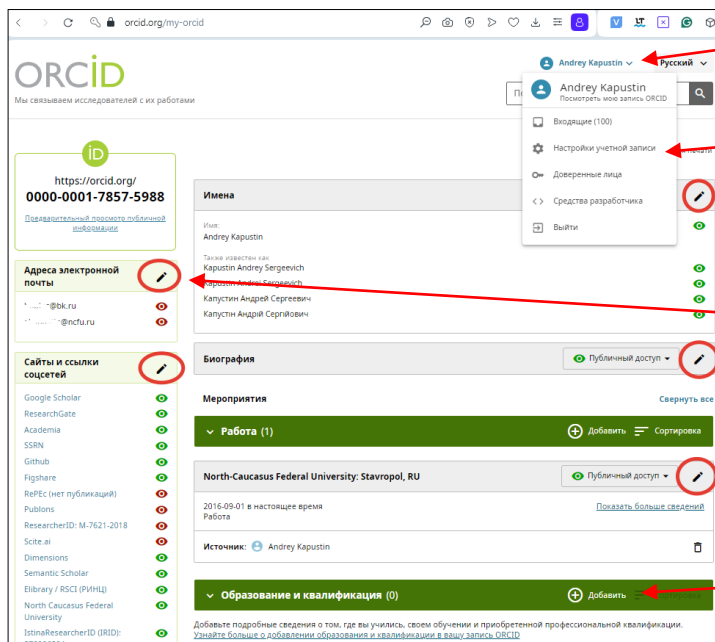 orcid.org/my-orcid
ORCID
Мы связываем исследователей с их работами
Andrey Kapustin
Русский
Andrey Kapustin
Посмотреть мою запись ORCID
Входящие (100)
Настройки учетной записи
Доверенные лица
Средства разработчика
Выйти
iD
https://orcid.org/
0000-0001-7857-5988
Предварительный просмотр публичной
информации
Адреса электронной
почты
@bk.ru
@ncfu.ru
Сайты и ссылки
соцсетей
Google Scholar
ResearchGate
Academia
SSRN
Github
Figshare
RePEc (нет публикаций)
Publons
ResearcherID: M-7621-2018
Scite.ai
Dimensions
Semantic Scholar
Elibrary / RSCI (РИНЦ)
North Caucasus Federal
University
IstinaResearcherID (IRID):
Имена
Имя:
Andrey Kapustin
Также известен как
Kapustin Andrey Sergeevich
Kapustin Andrei Sergeevich
Капустин Андрей Сергеевич
Капустін Андрій Сергійович
Биография
Публичный доступ
Мероприятия
Свернуть все
Работа (1)
Добавить
Сортировка
North-Caucasus Federal University: Stavropol, RU
Публичный доступ
2016-09-01 в настоящее время
Показать больше сведений
Работа
Источник:
Andrey Kapustin
Образование и квалификация (0)
Добавить
Добавьте подробные сведения о том, где вы учились, своем обучении и приобретенной профессиональной квалификации.
Узнайте больше о добавлении образования и квалификации в вашу запись ORCID